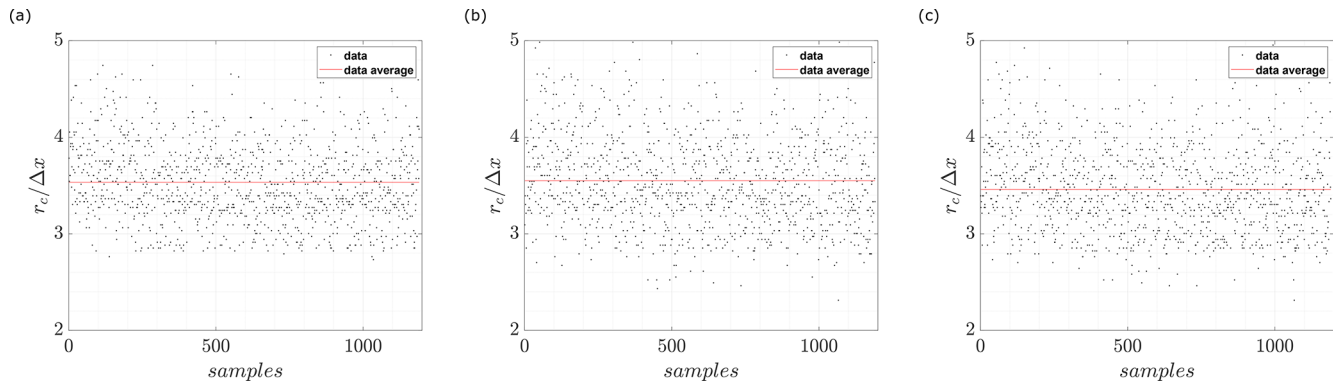 (a)
5
4
3
2
r_c/Δx
0
500
1000
samples
data
data average
(b)
5
4
3
2
r_c/Δx
0
500
1000
samples
data
data average
(c)
5
4
3
2
r_c/Δx
0
500
1000
samples
data
data average